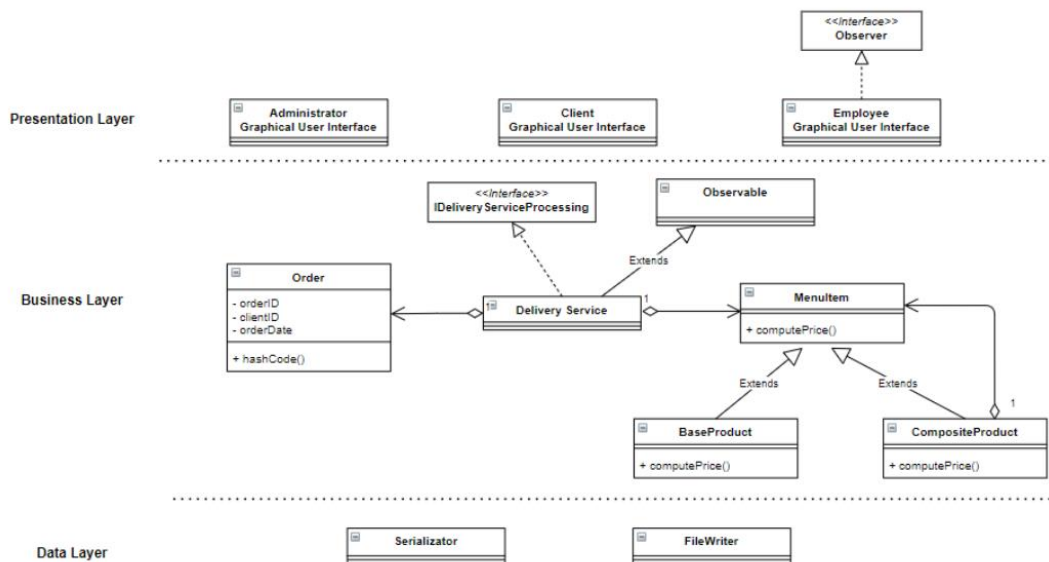 <<Interface>>
Observer
Presentation Layer
Administrator
Graphical User Interface
Client
Graphical User Interface
Employee
Graphical User Interface
<<Interface>>
IDeliveryServiceProcessing
Observable
Extends
Business Layer
Order
- orderID
- clientID
- orderDate
+ hashCode()
1
Delivery Service
1
MenuItem
+ computePrice()
Extends
Extends
1
BaseProduct
+ computePrice()
CompositeProduct
+ computePrice()
Data Layer
Serializator
FileWriter